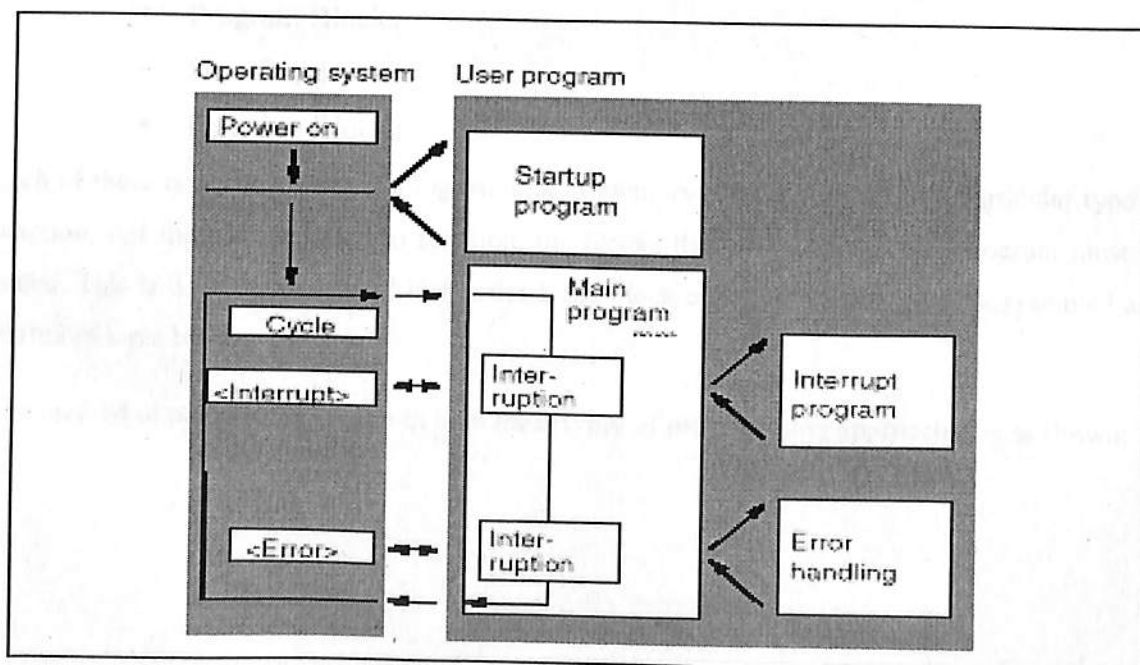 Operating system
User program
Power on
Startup
program
Main
program
Cycle
<Interrupt>
Inter-
ruption
Interrupt
program
<Error>
Inter-
ruption
Error
handling